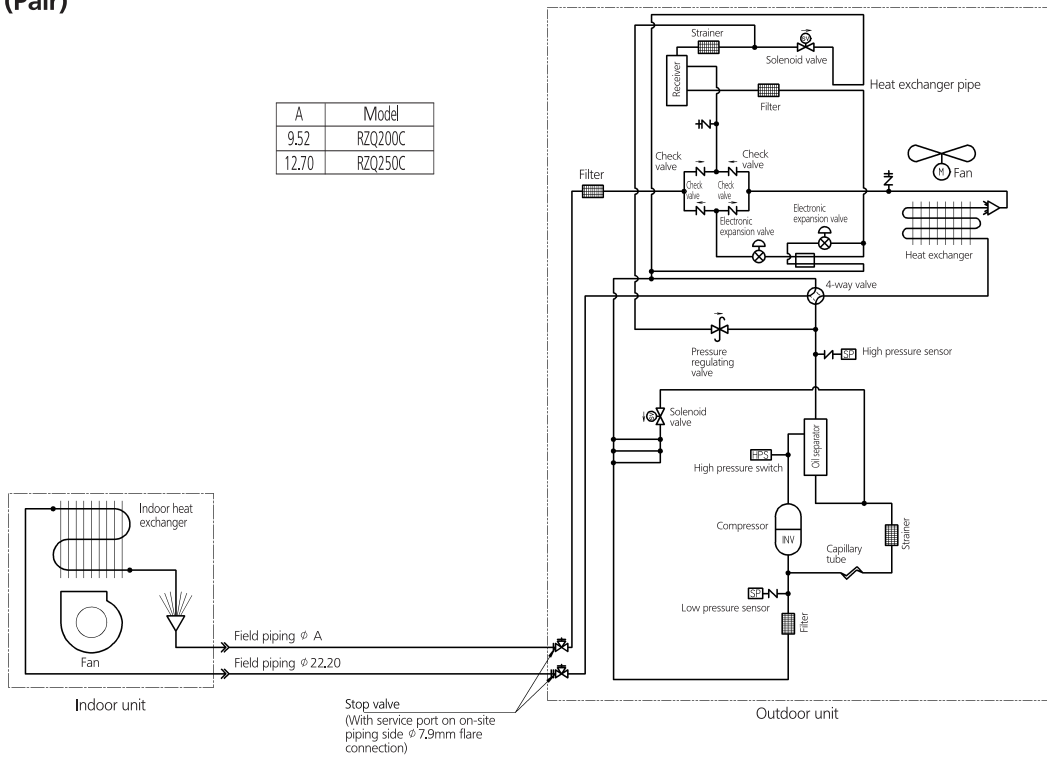 (Pair)
A Model
9.52 RZQ200C
12.70 RZQ250C
Strainer
SV
Solenoid valve
Receiver
Filter
Heat exchanger pipe
Check
valve
Check
valve
Filter
Check
valve
Check
valve
M
Fan
Electronic
expansion valve
Electronic
expansion valve
Heat exchanger
4-way valve
Pressure
regulating
valve
SP
High pressure sensor
SV
Solenoid
valve
Oil separator
HPS
High pressure switch
Compressor
INV
Strainer
Capillary
tube
SP
Low pressure sensor
Filter
Indoor heat
exchanger
Fan
Field piping φ A
Field piping φ 22.20
Indoor unit
Stop valve
(With service port on on-site
piping side φ 7.9mm flare
connection)
Outdoor unit